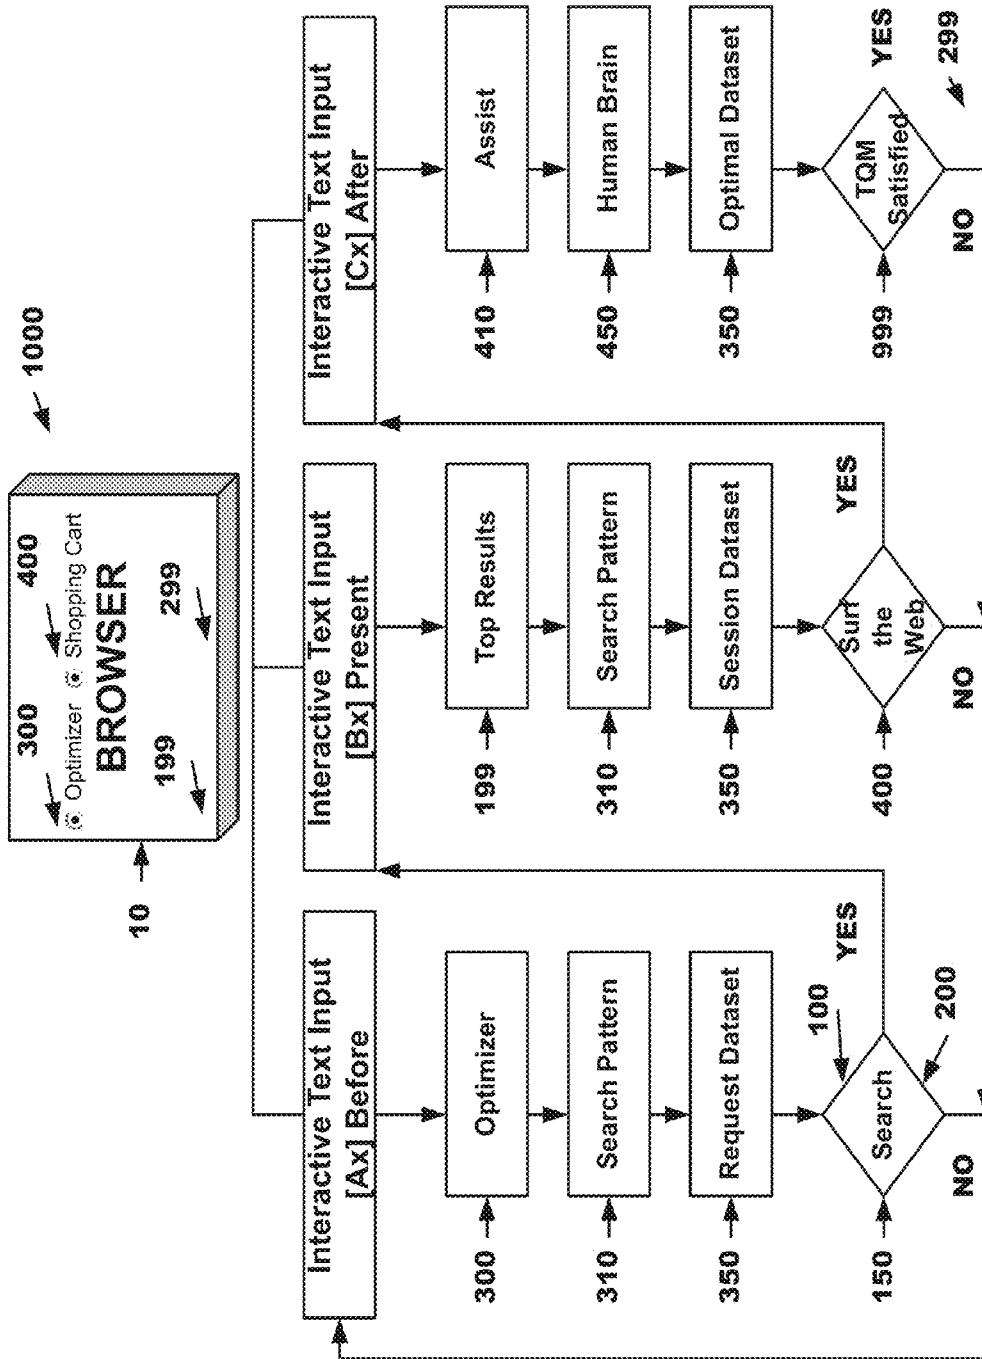 1000
300
400
Optimizer
Shopping Cart
BROWSER
199
299
10
Interactive Text Input
[Ax] Before
Interactive Text Input
[Bx] Present
Interactive Text Input
[Cx] After
300
Optimizer
199
Top Results
410
Assist
310
Search Pattern
310
Search Pattern
450
Human Brain
350
Request Dataset
350
Session Dataset
350
Optimal Dataset
150
Search
100
YES
200
NO
400
Surf
the
Web
YES
NO
999
TQM
Satisfied
YES
299
NO